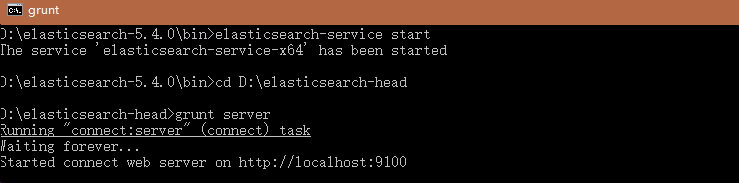 grunt
D:\elasticsearch-5.4.0\bin>elasticsearch-service start
The service 'elasticsearch-service-x64' has been started
D:\elasticsearch-5.4.0\bin>cd D:\elasticsearch-head
D:\elasticsearch-head>grunt server
Running "connect:server" (connect) task
Waiting forever...
Started connect web server on http://localhost:9100